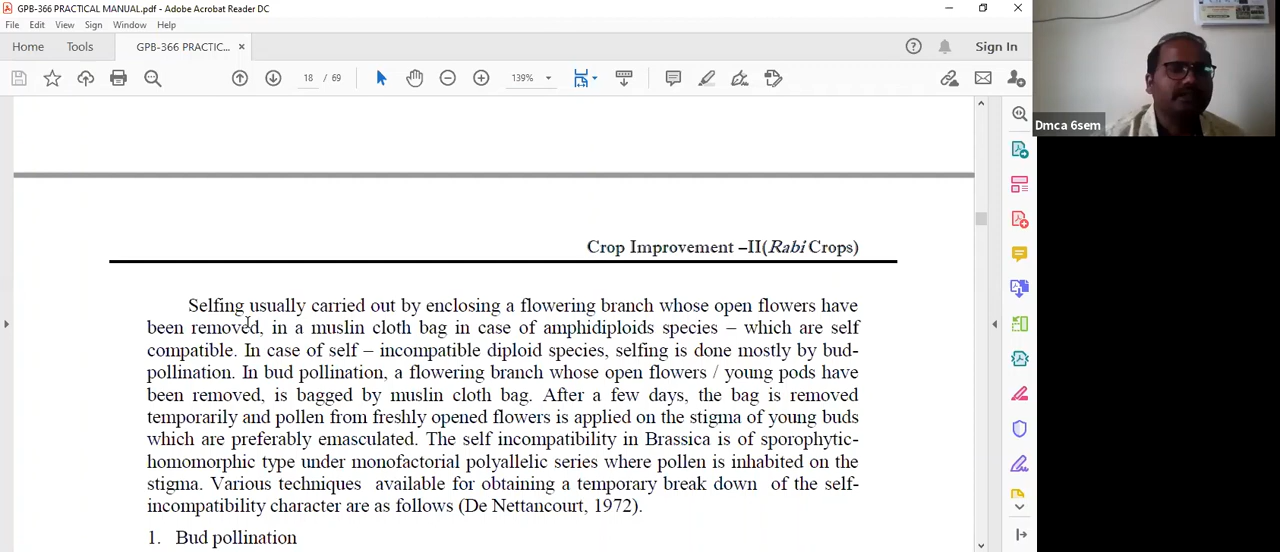 GPB-366 PRACTICAL MANUAL.pdf - Adobe Acrobat Reader DC
File Edit View Sign Window Help
Home Tools GPB-366 PRACTIC... × Sign In
18 / 69 139%
Dmca 6sem
Crop Improvement –II(Rabi Crops)
Selfing usually carried out by enclosing a flowering branch whose open flowers have
been removed, in a muslin cloth bag in case of amphidiploids species – which are self
compatible. In case of self – incompatible diploid species, selfing is done mostly by bud-
pollination. In bud pollination, a flowering branch whose open flowers / young pods have
been removed, is bagged by muslin cloth bag. After a few days, the bag is removed
temporarily and pollen from freshly opened flowers is applied on the stigma of young buds
which are preferably emasculated. The self incompatibility in Brassica is of sporophytic-
homomorphic type under monofactorial polyallelic series where pollen is inhabited on the
stigma. Various techniques available for obtaining a temporary break down of the self-
incompatibility character are as follows (De Nettancourt, 1972).
1. Bud pollination